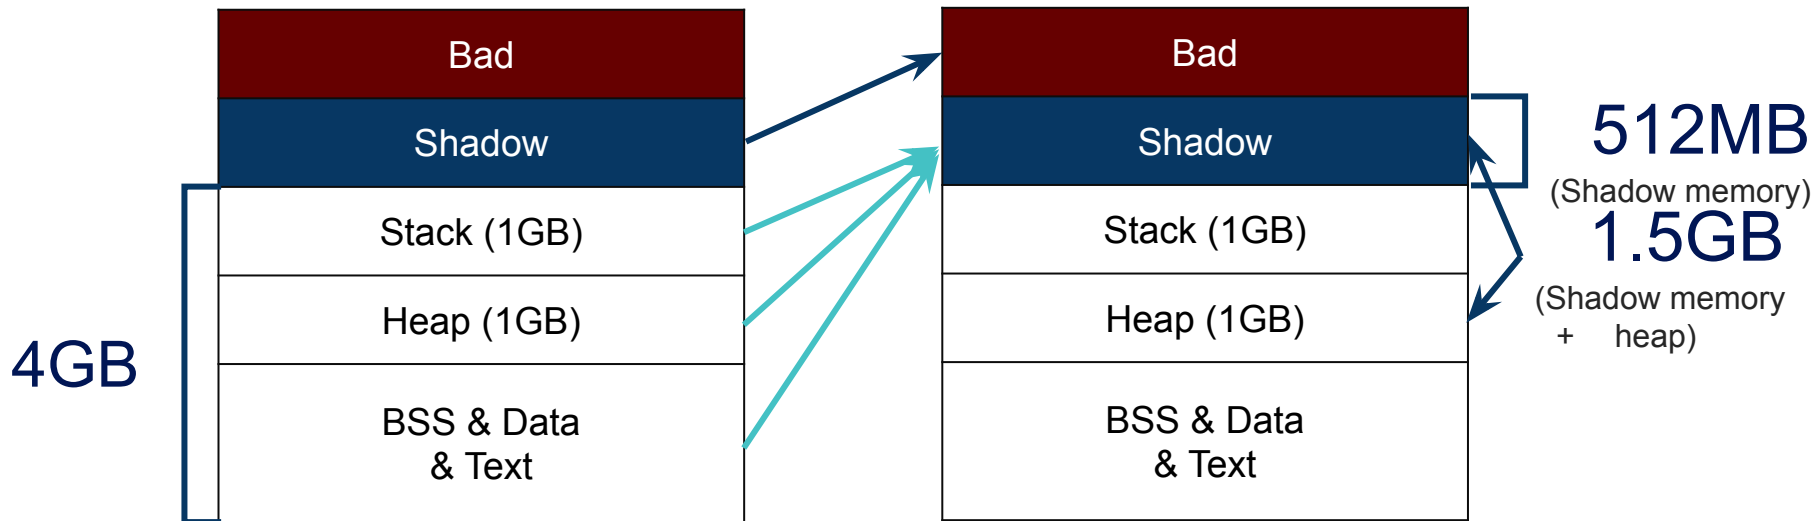 Bad
Shadow
Stack (1GB)
Heap (1GB)
BSS & Data
& Text
4GB
Bad
Shadow
Stack (1GB)
Heap (1GB)
BSS & Data
& Text
512MB
(Shadow memory)
1.5GB
(Shadow memory
+ heap)